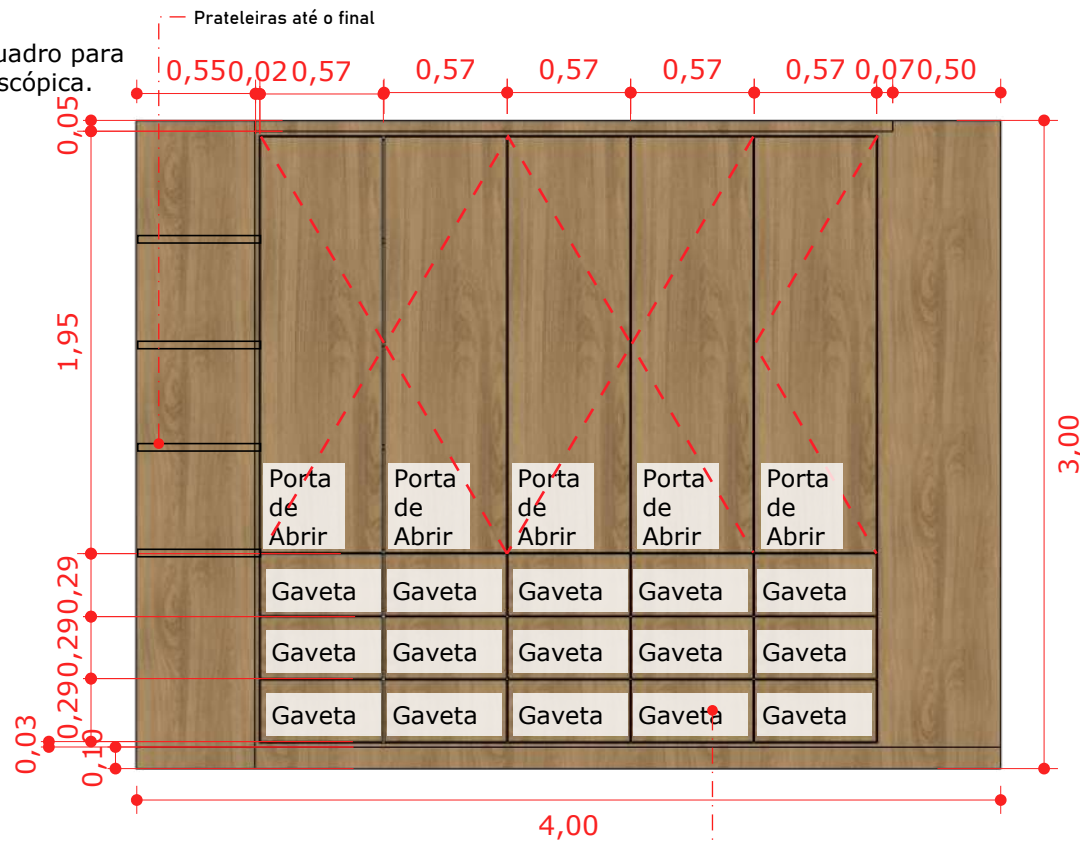 Prateleiras até o final
uadro para
scópica.
0,55 0,02 0,57 0,57 0,57 0,57 0,57 0,07 0,50
0,05
1,95
3,00
Porta Porta Porta Porta Porta
de de de de de
Abrir Abrir Abrir Abrir Abrir
0,29
Gaveta Gaveta Gaveta Gaveta Gaveta
0,29
Gaveta Gaveta Gaveta Gaveta Gaveta
0,29
Gaveta Gaveta Gaveta Gaveta Gaveta
0,03
0,10
4,00